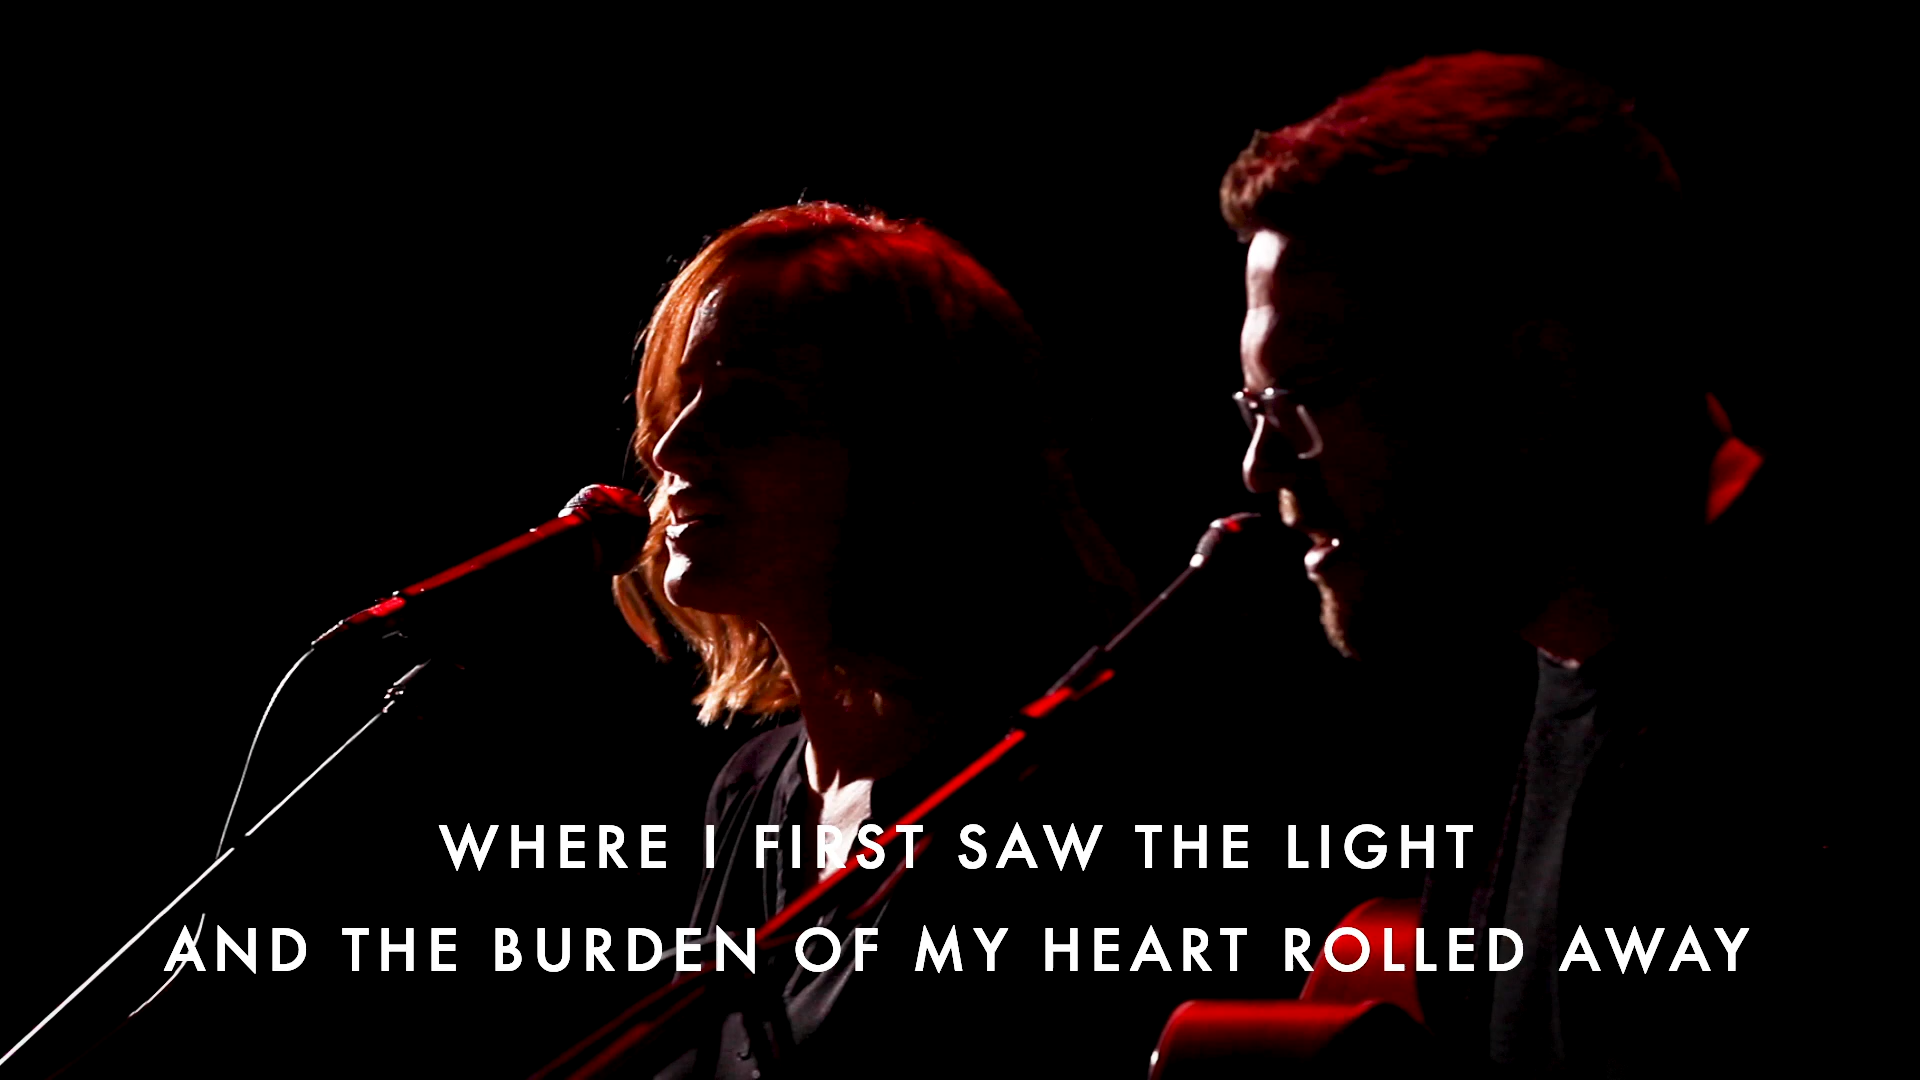 WHERE I FIRST SAW THE LIGHT
AND THE BURDEN OF MY HEART ROLLED AWAY